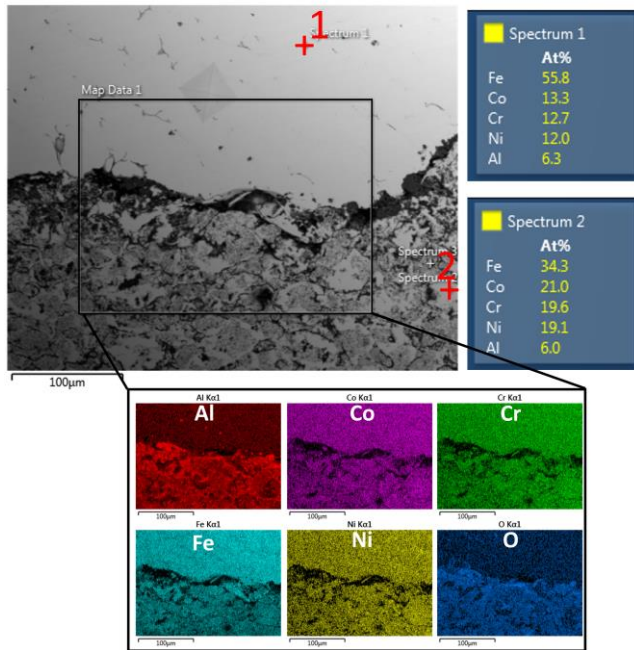 1
Spectrum 1
Map Data 1
Spectrum 3
2
100µm
Spectrum 1
At%
Fe 55.8
Co 13.3
Cr 12.7
Ni 12.0
Al 6.3
Spectrum 2
At%
Fe 34.3
Co 21.0
Cr 19.6
Ni 19.1
Al 6.0
Al Kα1
Co Kα1
Cr Kα1
Al
Co
Cr
100µm
100µm
100µm
Fe Kα1
Ni Kα1
O Kα1
Fe
Ni
O
100µm
100µm
100µm